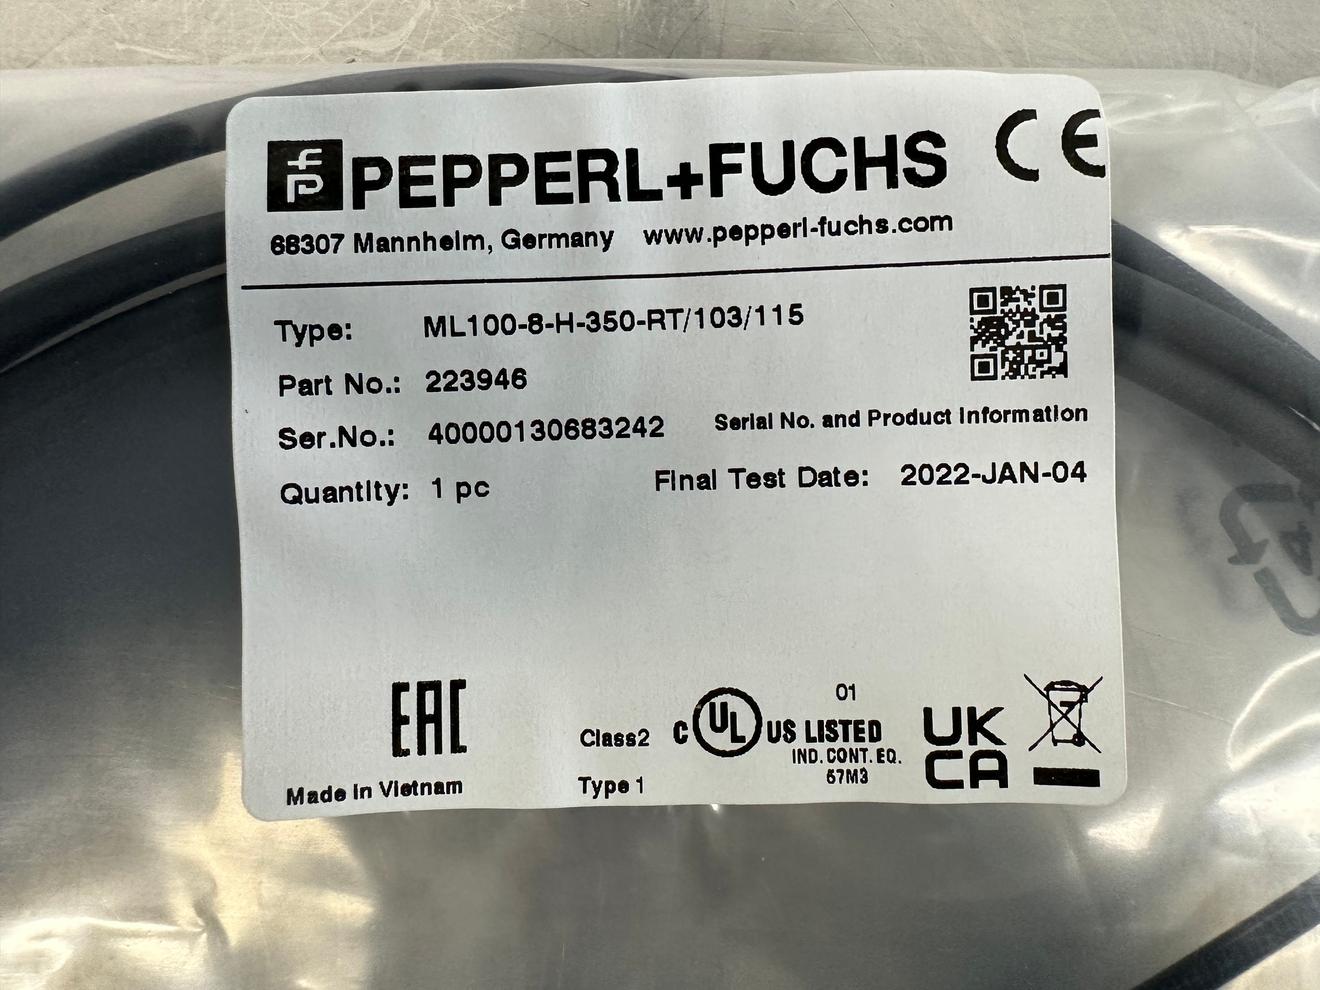 PEPPERL+FUCHS CE
68307 Mannheim, Germany www.pepperl-fuchs.com
Type: ML100-8-H-350-RT/103/115
Part No.: 223946
Ser.No.: 40000130683242
Serial No. and Product Information
Quantity: 1 pc
Final Test Date: 2022-JAN-04
EAC
Made in Vietnam
Class2
Type 1
C UL US LISTED
01
IND. CONT. EQ.
57M3
UK
CA